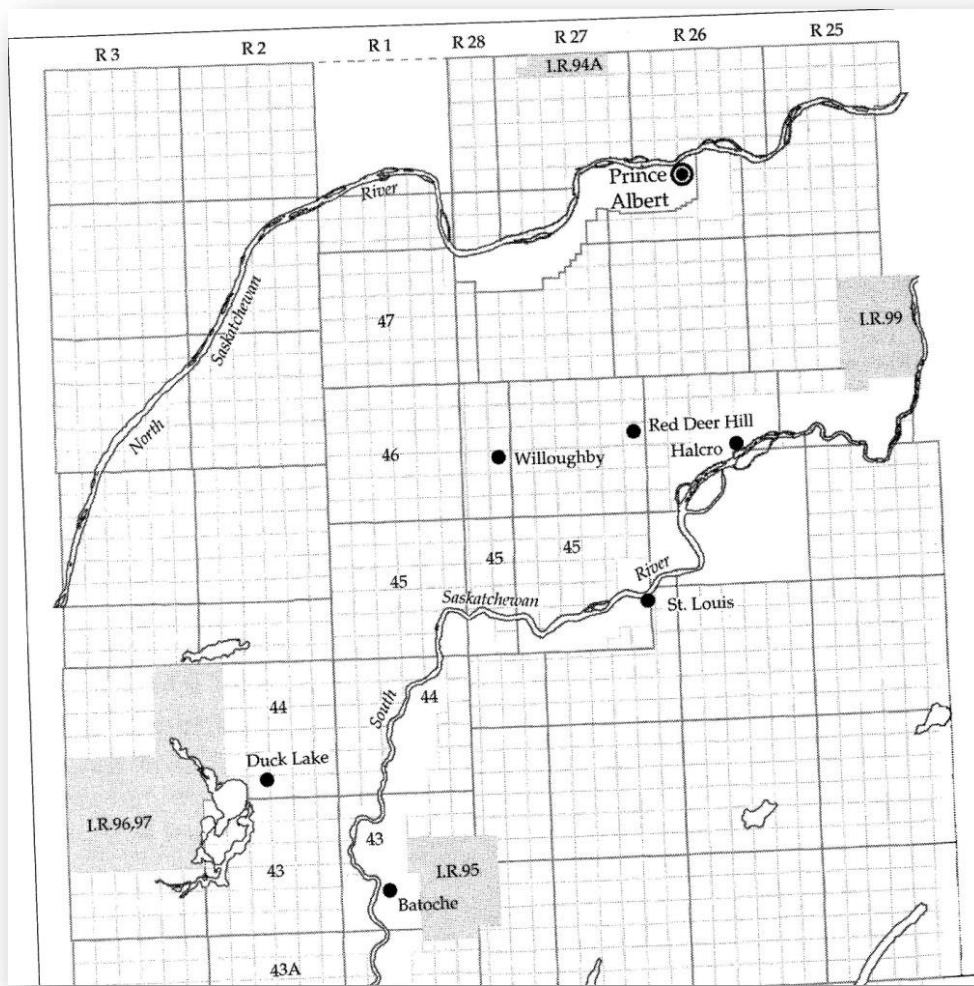 R 3
R 2
R 1
R 28
R 27
R 26
R 25
I.R.94A
Prince
Albert
River
Saskatchewan
North
47
I.R.99
46
Willoughby
Red Deer Hill
Halcro
45
45
45
River
Saskatchewan
St. Louis
44
44
South
Duck Lake
I.R.96,97
43
43
I.R.95
Batoche
43A